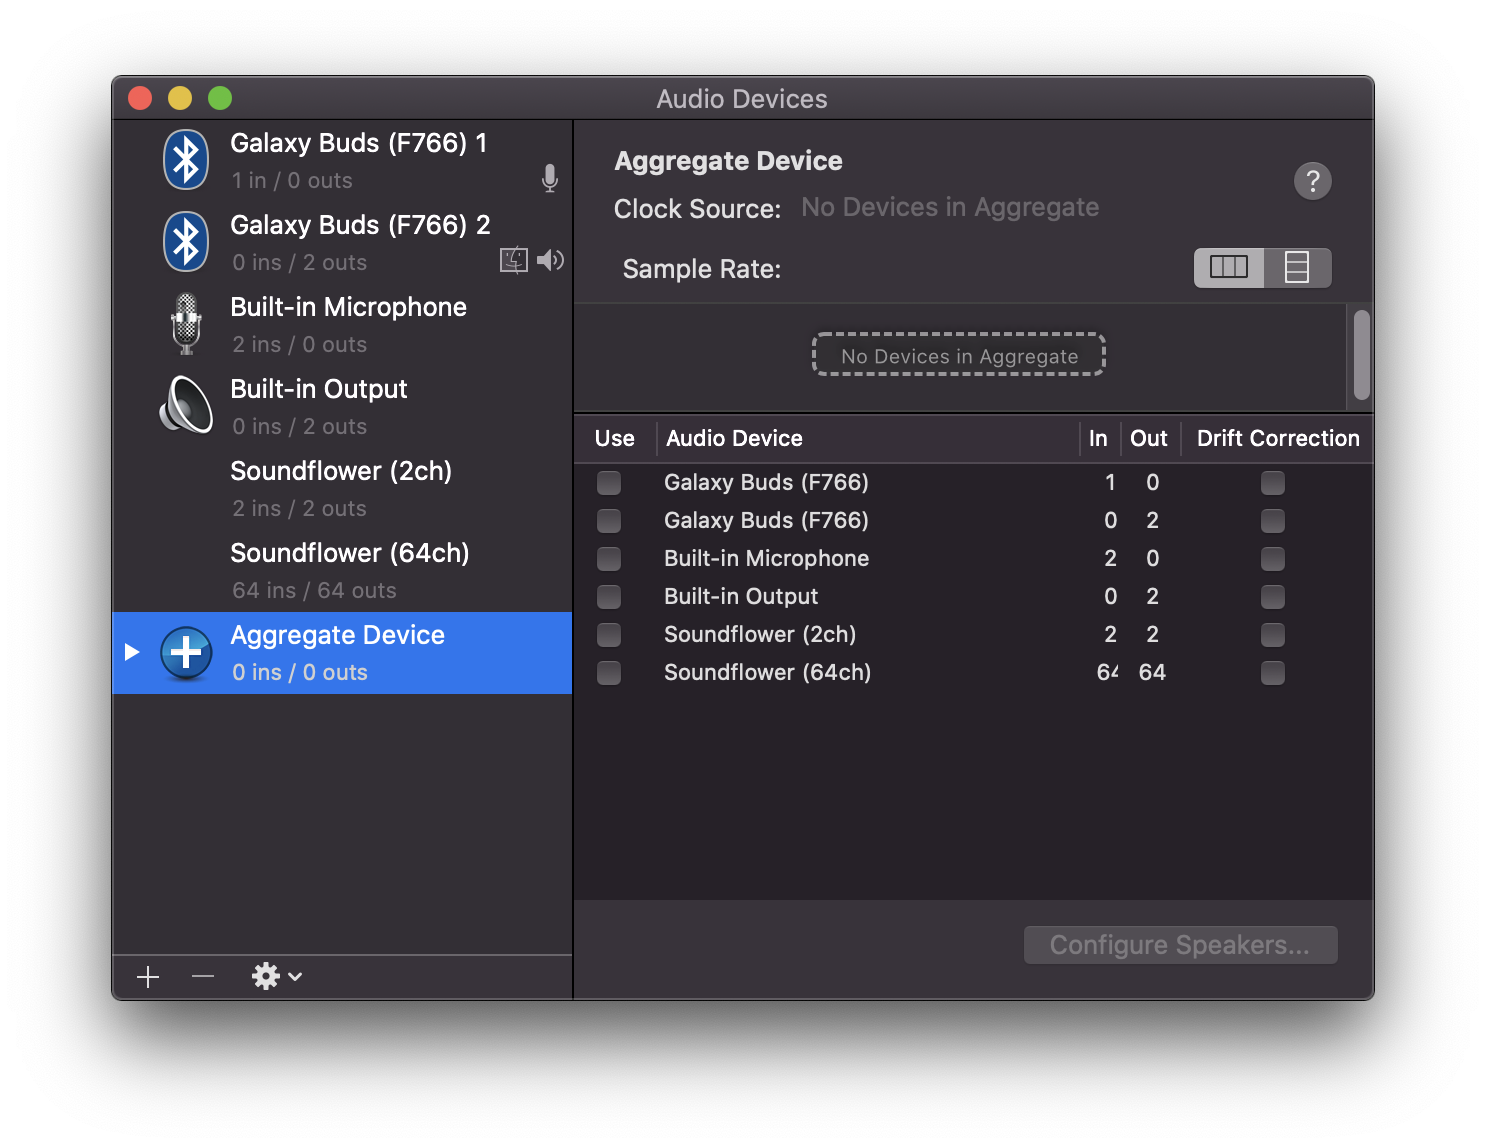 Audio Devices
Galaxy Buds (F766) 1
1 in / 0 outs
Galaxy Buds (F766) 2
0 ins / 2 outs
Built-in Microphone
2 ins / 0 outs
Built-in Output
0 ins / 2 outs
Soundflower (2ch)
2 ins / 2 outs
Soundflower (64ch)
64 ins / 64 outs
Aggregate Device
0 ins / 0 outs
Aggregate Device
?
Clock Source: No Devices in Aggregate
Sample Rate:
No Devices in Aggregate
Use Audio Device In Out Drift Correction
Galaxy Buds (F766) 1 0
Galaxy Buds (F766) 0 2
Built-in Microphone 2 0
Built-in Output 0 2
Soundflower (2ch) 2 2
Soundflower (64ch) 64 64
Configure Speakers...